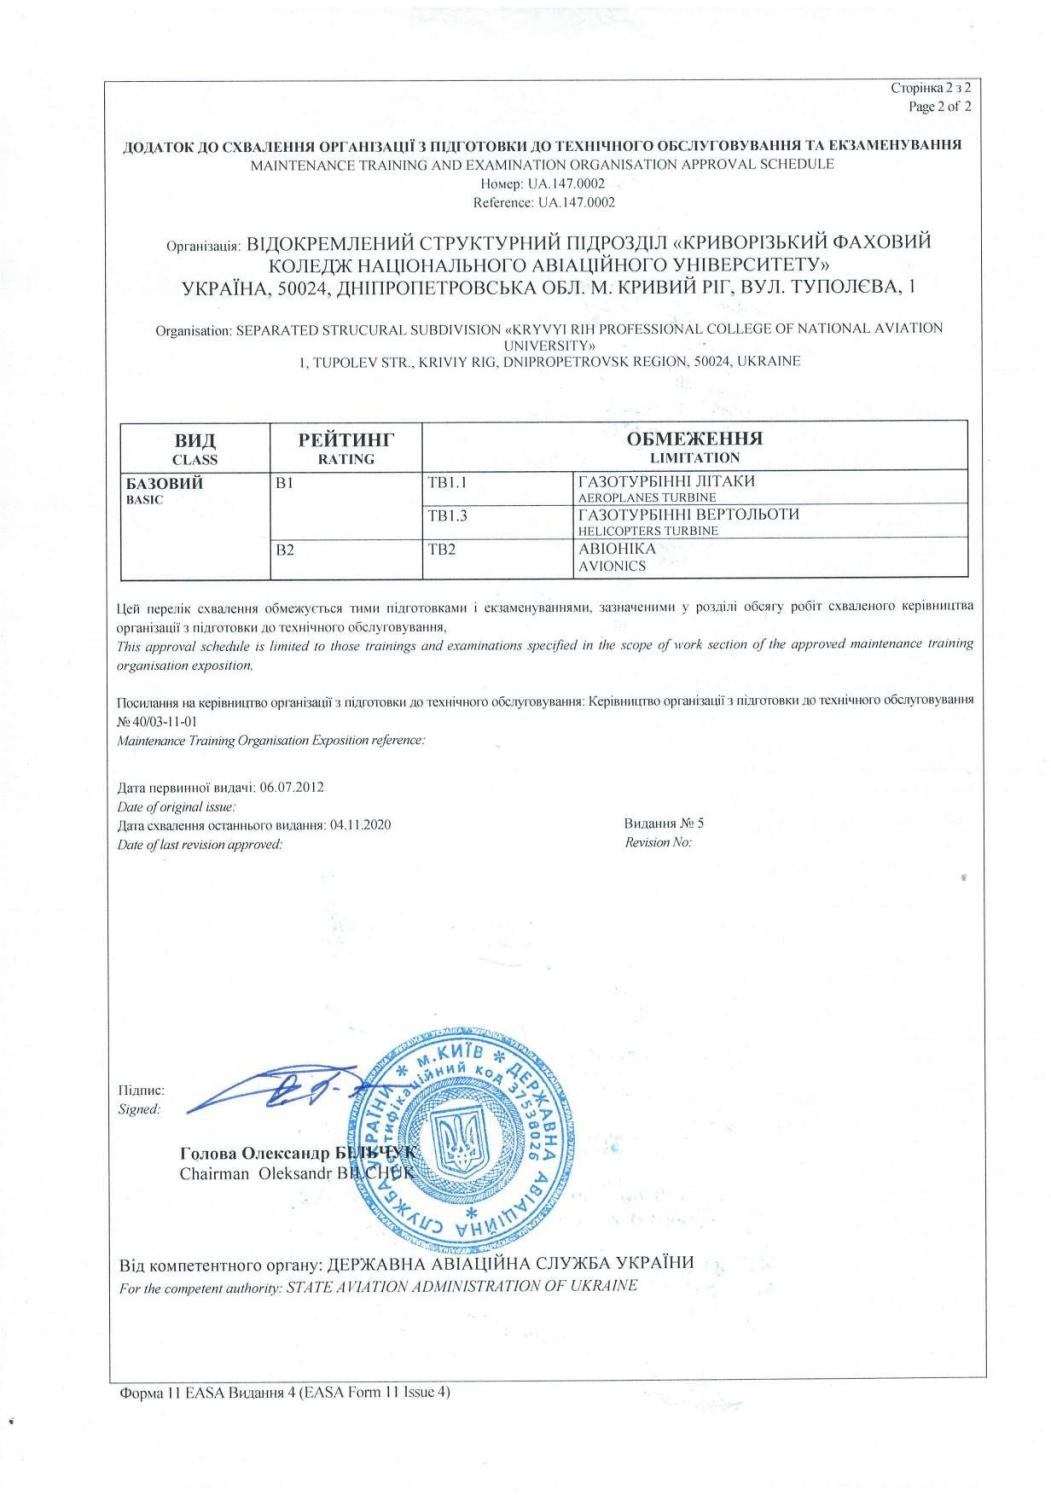 Сторінка 2 з 2
Page 2 of 2
ДОДАТОК ДО СХВАЛЕННЯ ОРГАНІЗАЦІЇ З ПІДГОТОВКИ ДО ТЕХНІЧНОГО ОБСЛУГОВУВАННЯ ТА ЕКЗАМЕНУВАННЯ
MAINTENANCE TRAINING AND EXAMINATION ORGANISATION APPROVAL SCHEDULE
Номер: UA.147.0002
Reference: UA.147.0002
Організація: ВІДОКРЕМЛЕНИЙ СТРУКТУРНИЙ ПІДРОЗДІЛ «КРИВОРІЗЬКИЙ ФАХОВИЙ
КОЛЕДЖ НАЦІОНАЛЬНОГО АВІАЦІЙНОГО УНІВЕРСИТЕТУ»
УКРАЇНА, 50024, ДНІПРОПЕТРОВСЬКА ОБЛ. М. КРИВИЙ РІГ, ВУЛ. ТУПОЛЄВА, 1
Organisation: SEPARATED STRUCURAL SUBDIVISION «KRYVYI RIH PROFESSIONAL COLLEGE OF NATIONAL AVIATION
UNIVERSITY»
1, TUPOLEV STR., KRIVIY RIG, DNIPROPETROVSK REGION, 50024, UKRAINE
ВИД РЕЙТИНГ ОБМЕЖЕННЯ
CLASS RATING LIMITATION
БАЗОВИЙ B1 TB1.1 ГАЗОТУРБІННІ ЛІТАКИ
BASIC AEROPLANES TURBINE
TB1.3 ГАЗОТУРБІННІ ВЕРТОЛЬОТИ
HELICOPTERS TURBINE
B2 TB2 АВІОНІКА
AVIONICS
Цей перелік схвалення обмежується тими підготовками і екзаменуваннями, зазначеними у розділі обсягу робіт схваленого керівництва
організації з підготовки до технічного обслуговування,
This approval schedule is limited to those trainings and examinations specified in the scope of work section of the approved maintenance training
organisation exposition.
Посилання на керівництво організації з підготовки до технічного обслуговування: Керівництво організації з підготовки до технічного обслуговування
№ 40/03-11-01
Maintenance Training Organisation Exposition reference:
Дата первинної видачі: 06.07.2012
Date of original issue:
Дата схвалення останнього видання: 04.11.2020 Видання № 5
Date of last revision approved: Revision No:
Підпис:
Signed:
Голова Олександр БІЛЬЧУК
Chairman Oleksandr BILCHUK
* м.КИЇВ * ДЕРЖАВНА АВІАЦІЙНА СЛУЖБА УКРАЇНИ
Ідентифікаційний код 37536026
Від компетентного органу: ДЕРЖАВНА АВІАЦІЙНА СЛУЖБА УКРАЇНИ
For the competent authority: STATE AVIATION ADMINISTRATION OF UKRAINE
Форма 11 EASA Видання 4 (EASA Form 11 Issue 4)